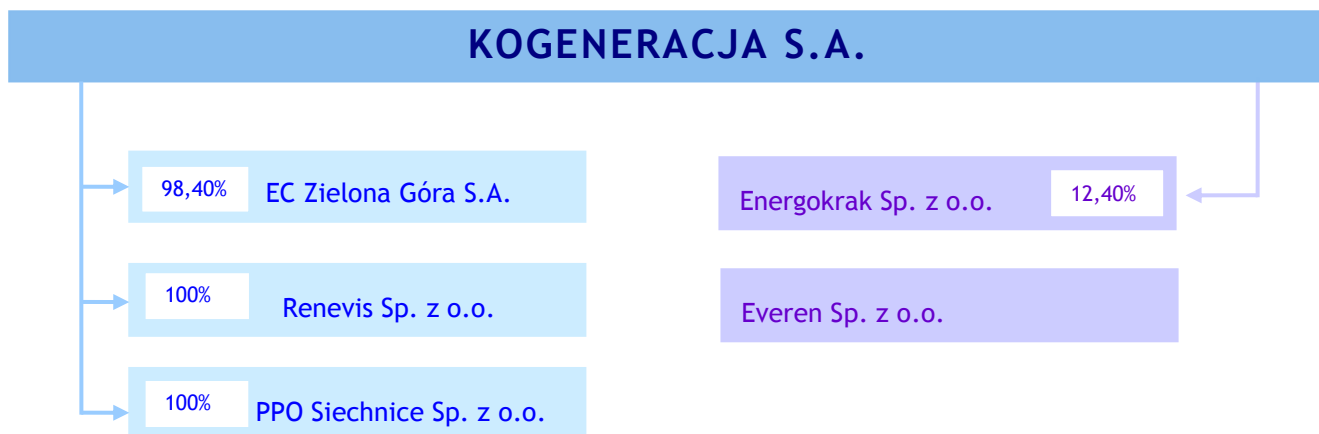 KOGENERACJA S.A.
98,40% EC Zielona Góra S.A.
100% Renevis Sp. z o.o.
100% PPO Siechnice Sp. z o.o.
Energokrak Sp. z o.o. 12,40%
Everen Sp. z o.o.